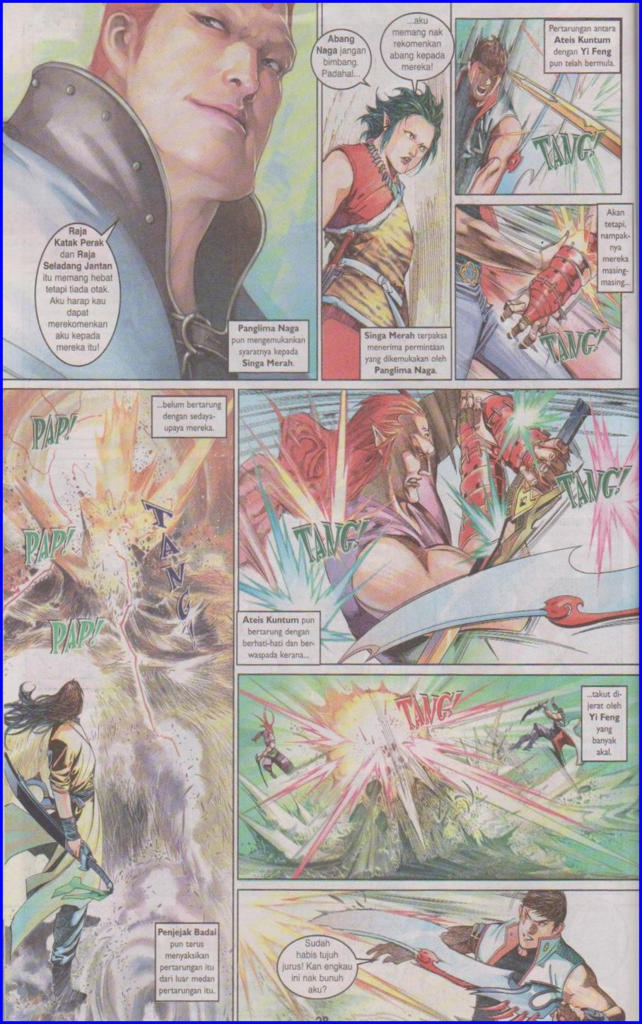 Raja
Katak Perak
dan Raja
Seladang Jantan
itu memang hebat
tetapi tiada otak.
Aku harap kau
dapat
merekomenkan
aku kepada
mereka itu!
Panglima Naga
pun mengemukakan
syaratnya kepada
Singa Merah.
Abang
Naga jangan
bimbang.
Padahal...
...aku
memang nak
rekomenkan
abang kepada
mereka!
Singa Merah terpaksa
menerima permintaan
yang dikemukakan oleh
Panglima Naga.
Pertarungan antara
Ateis Kuntum
dengan Yi Feng
pun telah bermula.
TANG!
Akan
tetapi,
nampak-
nya
mereka
masing-
masing...
TANG!
...belum bertarung
dengan sedaya-
upaya mereka.
PAP!
PAP!
PAP!
TANG!
Penjejak Badai
pun terus
menyaksikan
pertarungan itu
dari luar medan
pertarungan itu.
TANG!
TANG!
Ateis Kuntum pun
bertarung dengan
berhati-hati dan ber-
waspada kerana...
TANG!
...takut di-
jerat oleh
Yi Feng
yang
banyak
akal.
Sudah
habis tujuh
jurus! Kan engkau
ini nak bunuh
aku?
28